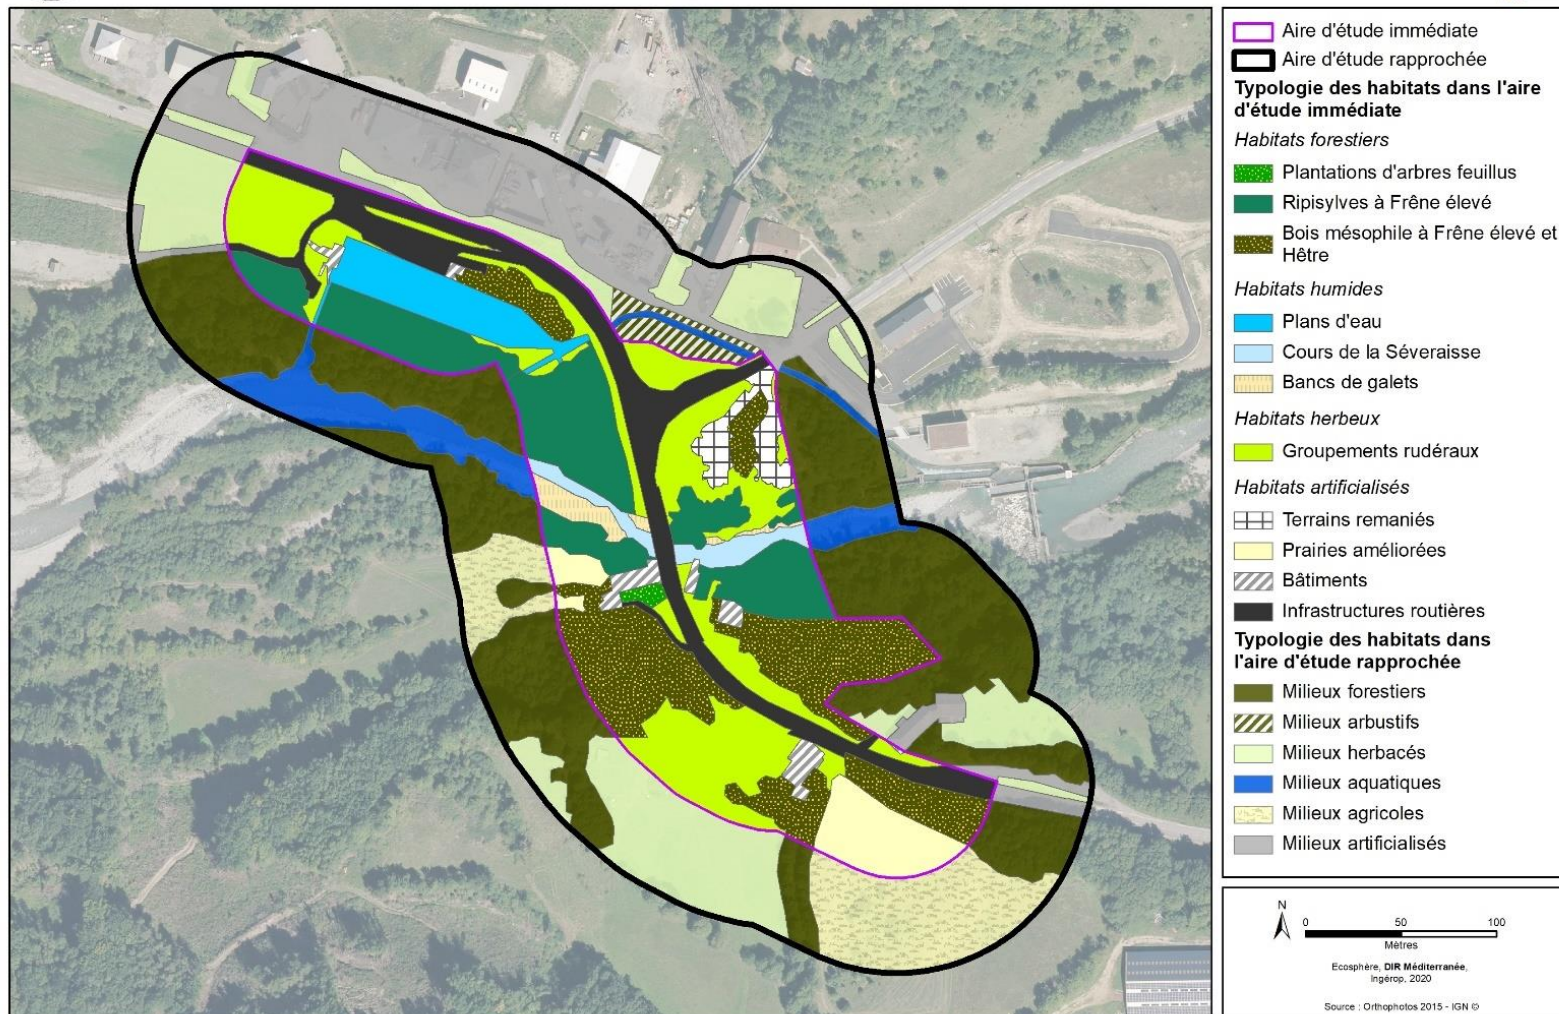 Aire d'étude immédiate
Aire d'étude rapprochée
Typologie des habitats dans l'aire
d'étude immédiate
Habitats forestiers
Plantations d'arbres feuillus
Ripisylves à Frêne élevé
Bois mésophile à Frêne élevé et
Hêtre
Habitats humides
Plans d'eau
Cours de la Séveraisse
Bancs de galets
Habitats herbeux
Groupements rudéraux
Habitats artificialisés
Terrains remaniés
Prairies améliorées
Bâtiments
Infrastructures routières
Typologie des habitats dans
l'aire d'étude rapprochée
Milieux forestiers
Milieux arbustifs
Milieux herbacés
Milieux aquatiques
Milieux agricoles
Milieux artificialisés
N
0 50 100
Mètres
Ecosphère, DIR Méditerranée,
Ingérop, 2020
Source : Orthophotos 2015 - IGN ©